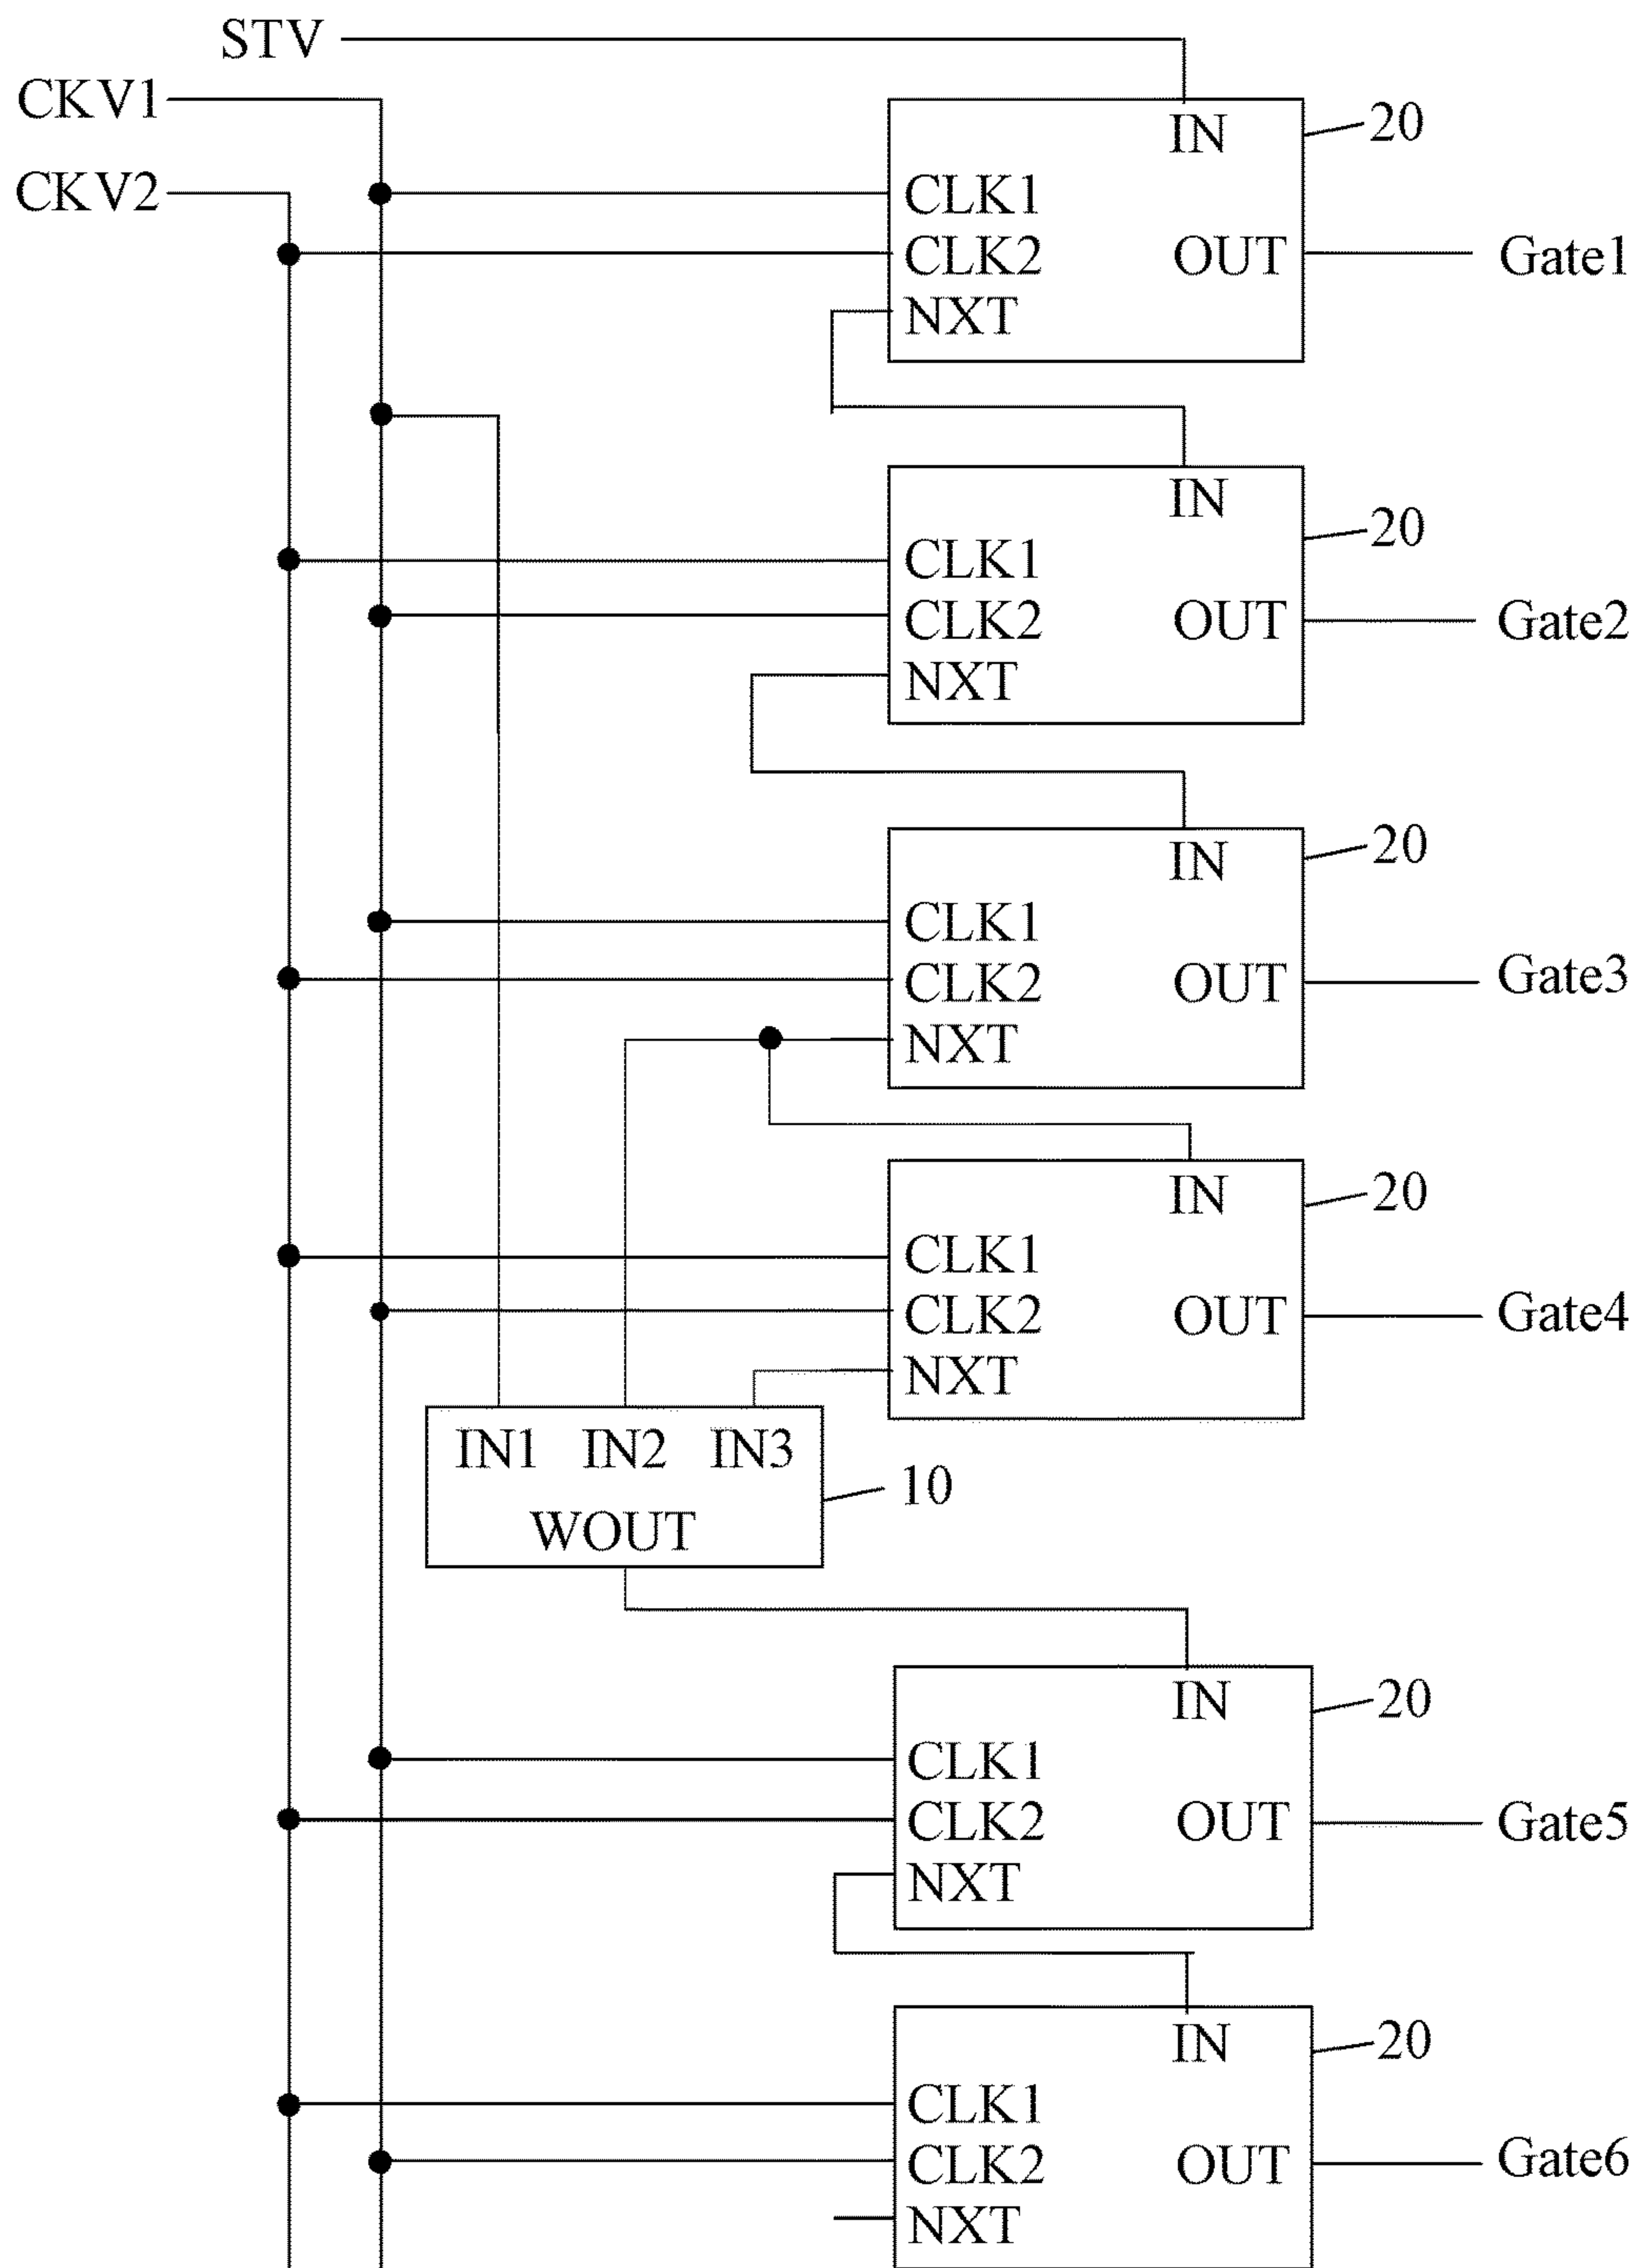 STV
CKV1
CKV2
IN
20
CLK1
CLK2
OUT
Gate1
NXT
IN
20
CLK1
CLK2
OUT
Gate2
NXT
IN
20
CLK1
CLK2
OUT
Gate3
NXT
IN
20
CLK1
CLK2
OUT
Gate4
NXT
IN1 IN2 IN3
10
WOUT
IN
20
CLK1
CLK2
OUT
Gate5
NXT
IN
20
CLK1
CLK2
OUT
Gate6
NXT